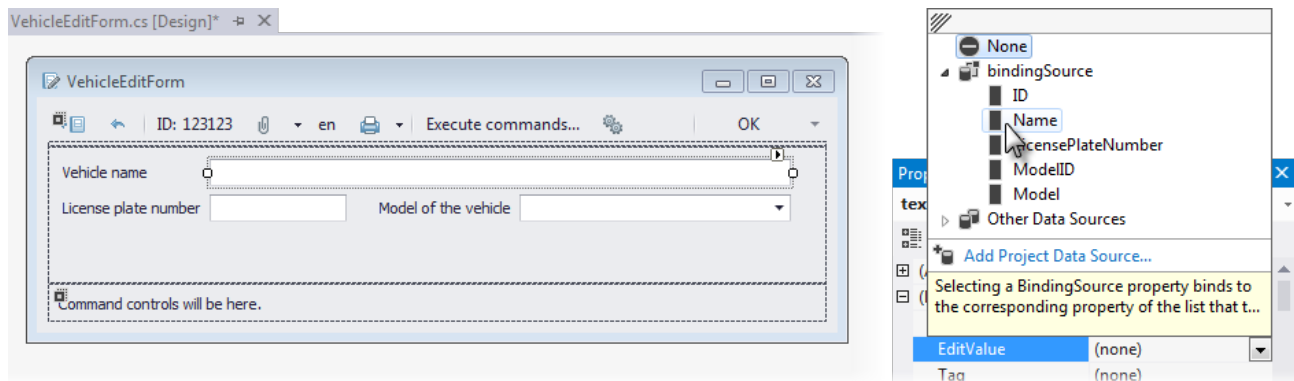 VehicleEditForm.cs [Design]*
VehicleEditForm
ID: 123123
en
Execute commands...
OK
Vehicle name
License plate number
Model of the vehicle
Command controls will be here.
None
bindingSource
ID
Name
LicensePlateNumber
ModelID
Model
Other Data Sources
Add Project Data Source...
Selecting a BindingSource property binds to
the corresponding property of the list that t...
EditValue (none)
Tag (none)